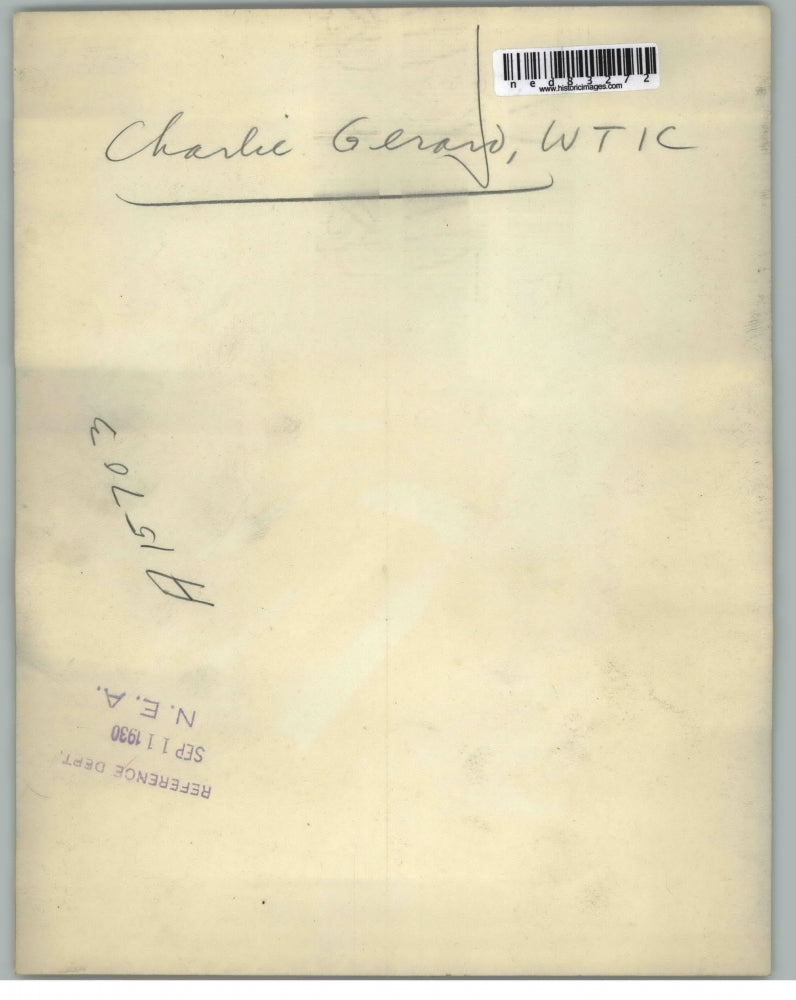 ned83272
www.historicimages.com
Charlie Gerard, WTIC
A15703
REFERENCE DEPT.
SEP 11 1930
N.E.A.